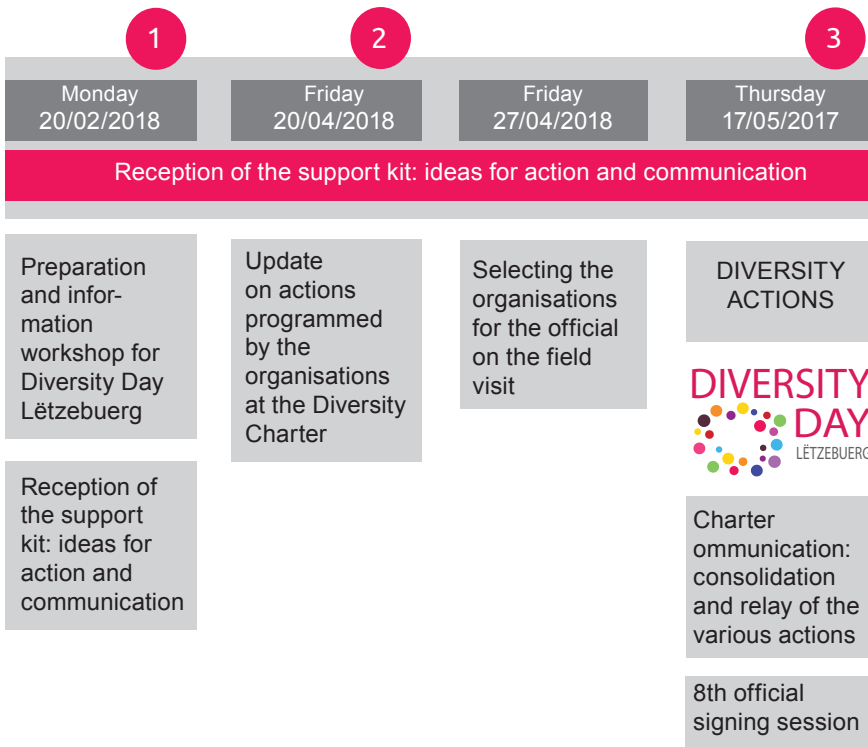 1
2
3
Monday
20/02/2018
Friday
20/04/2018
Friday
27/04/2018
Thursday
17/05/2017
Reception of the support kit: ideas for action and communication
Preparation
and infor-
mation
workshop for
Diversity Day
Lëtzebuerg
Reception of
the support
kit: ideas for
action and
communication
Update
on actions
programmed
by the
organisations
at the Diversity
Charter
Selecting the
organisations
for the official
on the field
visit
DIVERSITY
ACTIONS
DIVERSITY
DAY
LËTZEBUERG
Charter
ommunication:
consolidation
and relay of the
various actions
8th official
signing session